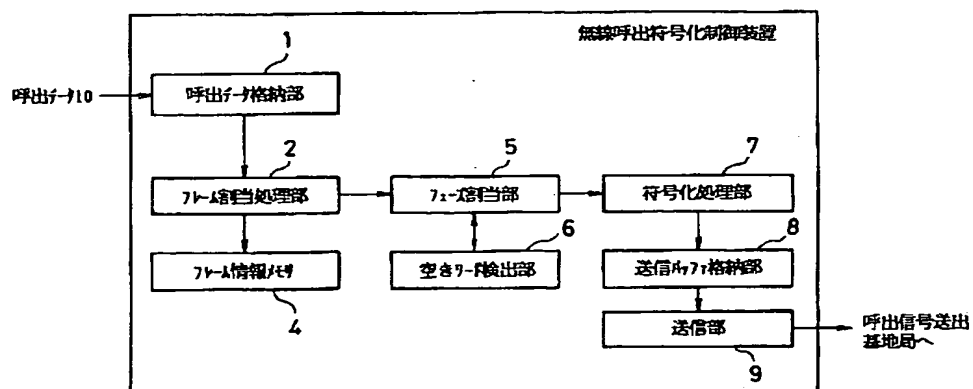 無線呼出符号化制御装置
1
呼出データ10
呼出データ格納部
2
フレーム割当処理部
5
フェーズ割当部
7
符号化処理部
フレーム情報メモリ
4
6
空きワード検出部
8
送信バッファ格納部
送信部
9
呼出信号送出
基地局へ